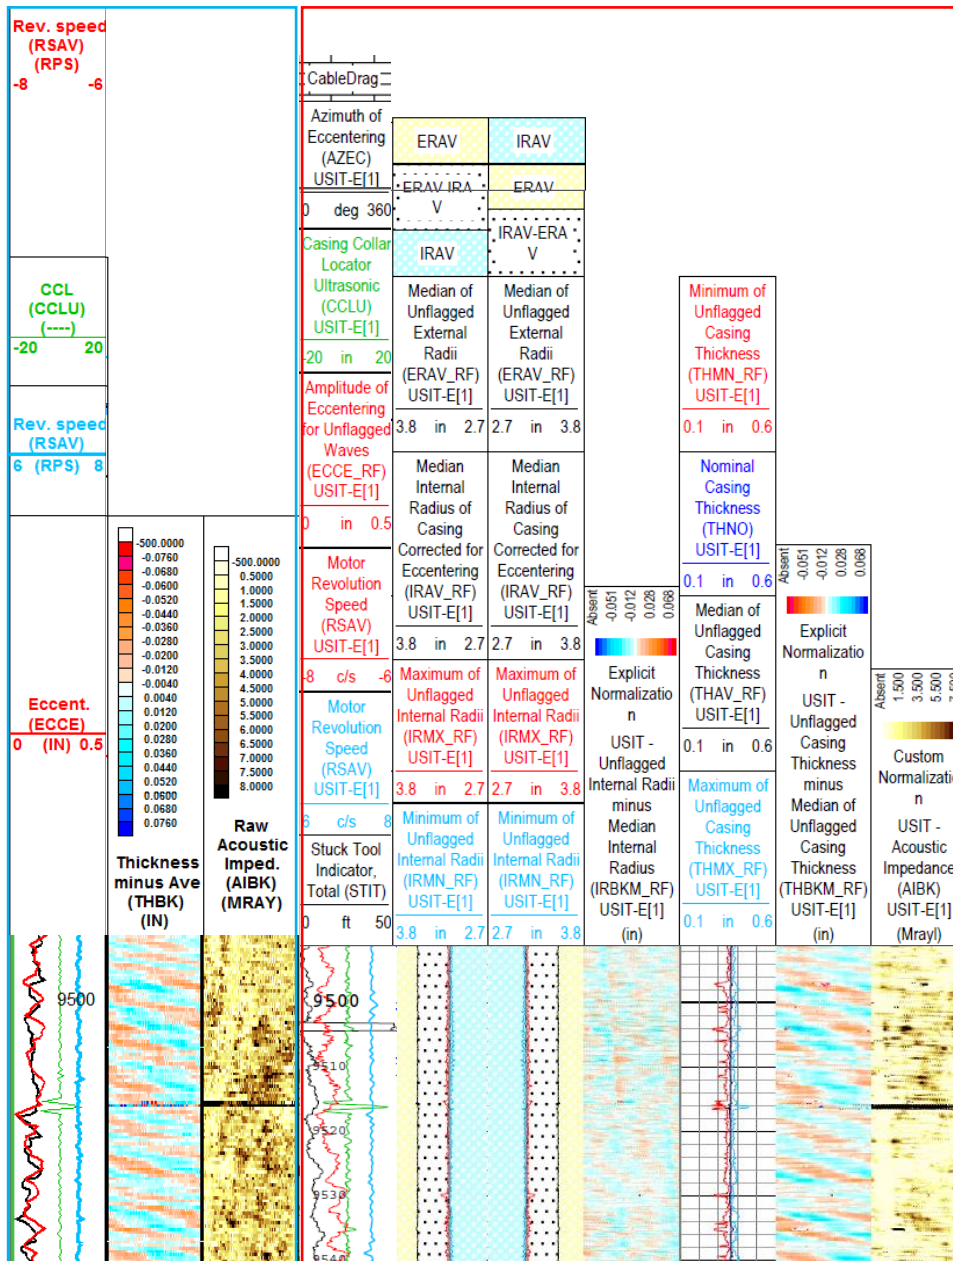 Rev. speed
(RSAV)
(RPS)
-8 -6
CCL
(CCLU)
(----)
-20 20
Rev. speed
(RSAV)
6 (RPS) 8
Eccent.
(ECCE)
0 (IN) 0.5
-500.0000
-0.0760
-0.0680
-0.0600
-0.0520
-0.0440
-0.0360
-0.0280
-0.0200
-0.0120
-0.0040
0.0040
0.0120
0.0200
0.0280
0.0360
0.0440
0.0520
0.0600
0.0680
0.0760
Thickness
minus Ave
(THBK)
(IN)
-500.0000
0.5000
1.0000
1.5000
2.0000
2.5000
3.0000
3.5000
4.0000
4.5000
5.0000
5.5000
6.0000
6.5000
7.0000
7.5000
8.0000
Raw
Acoustic
Imped.
(AIBK)
(MRAY)
CableDrag
Azimuth of
Eccentering
(AZEC)
USIT-E[1]
0 deg 360
Casing Collar
Locator
Ultrasonic
(CCLU)
USIT-E[1]
-20 in 20
Amplitude of
Eccentering
for Unflagged
Waves
(ECCE_RF)
USIT-E[1]
0 in 0.5
Motor
Revolution
Speed
(RSAV)
USIT-E[1]
-8 c/s -6
Motor
Revolution
Speed
(RSAV)
USIT-E[1]
6 c/s 8
Stuck Tool
Indicator,
Total (STIT)
0 ft 50
ERAV
ERAV-IRA
V
IRAV
Median of
Unflagged
External
Radii
(ERAV_RF)
USIT-E[1]
3.8 in 2.7
Median
Internal
Radius of
Casing
Corrected for
Eccentering
(IRAV_RF)
USIT-E[1]
3.8 in 2.7
Maximum of
Unflagged
Internal Radii
(IRMX_RF)
USIT-E[1]
3.8 in 2.7
Minimum of
Unflagged
Internal Radii
(IRMN_RF)
USIT-E[1]
3.8 in 2.7
IRAV
ERAV
IRAV-ERA
V
Median of
Unflagged
External
Radii
(ERAV_RF)
USIT-E[1]
2.7 in 3.8
Median
Internal
Radius of
Casing
Corrected for
Eccentering
(IRAV_RF)
USIT-E[1]
2.7 in 3.8
Maximum of
Unflagged
Internal Radii
(IRMX_RF)
USIT-E[1]
2.7 in 3.8
Minimum of
Unflagged
Internal Radii
(IRMN_RF)
USIT-E[1]
2.7 in 3.8
Absent
-0.051
-0.012
0.028
0.068
Explicit
Normalizatio
n
USIT -
Unflagged
Internal Radii
minus
Median
Internal
Radius
(IRBKM_RF)
USIT-E[1]
(in)
Minimum of
Unflagged
Casing
Thickness
(THMN_RF)
USIT-E[1]
0.1 in 0.6
Nominal
Casing
Thickness
(THNO)
USIT-E[1]
0.1 in 0.6
Median of
Unflagged
Casing
Thickness
(THAV_RF)
USIT-E[1]
0.1 in 0.6
Maximum of
Unflagged
Casing
Thickness
(THMX_RF)
USIT-E[1]
0.1 in 0.6
Absent
-0.051
-0.012
0.028
0.068
Explicit
Normalizatio
n
USIT -
Unflagged
Casing
Thickness
minus
Median of
Unflagged
Casing
Thickness
(THBKM_RF)
USIT-E[1]
(in)
Absent
1.500
3.500
5.500
Custom
Normalizatio
n
USIT -
Acoustic
Impedance
(AIBK)
USIT-E[1]
(Mrayl)
9500
9500
9510
9520
9530
9540